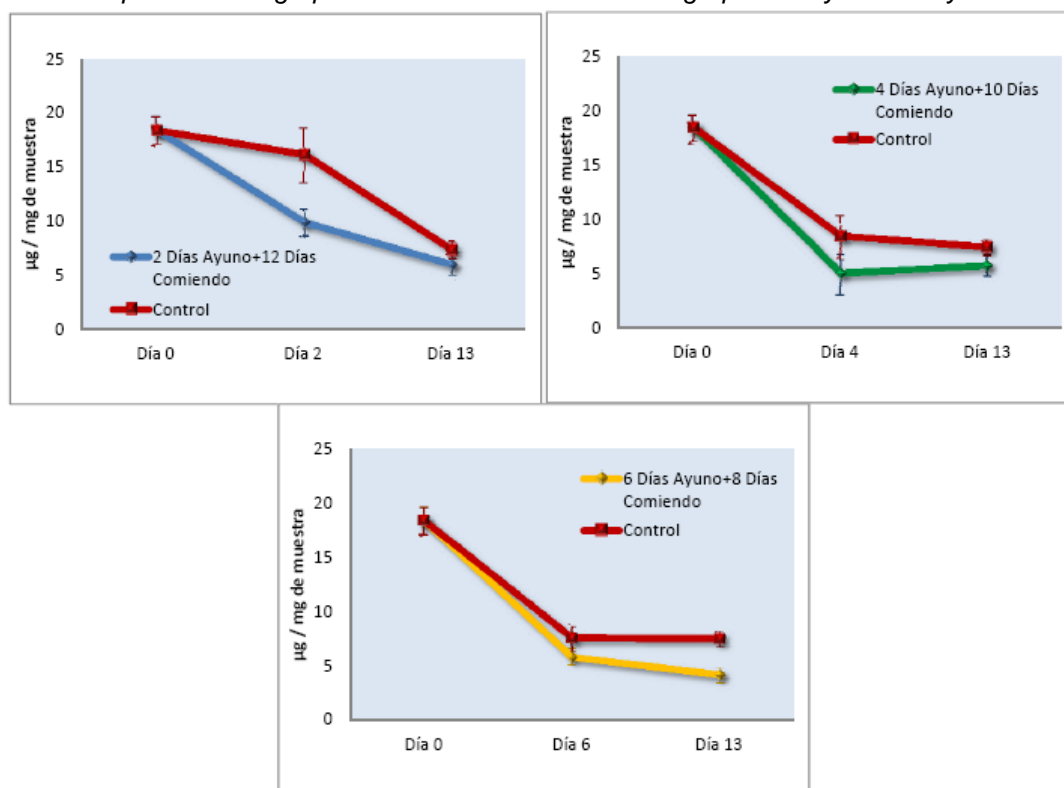 µg / mg de muestra
25
20
15
10
5
0
2 Días Ayuno+12 Días
Comiendo
Control
Día 0
Día 2
Día 13
µg / mg de muestra
25
20
15
10
5
0
4 Días Ayuno+10 Días
Comiendo
Control
Día 0
Día 4
Día 13
µg / mg de muestra
25
20
15
10
5
0
6 Días Ayuno+8 Días
Comiendo
Control
Día 0
Día 6
Día 13